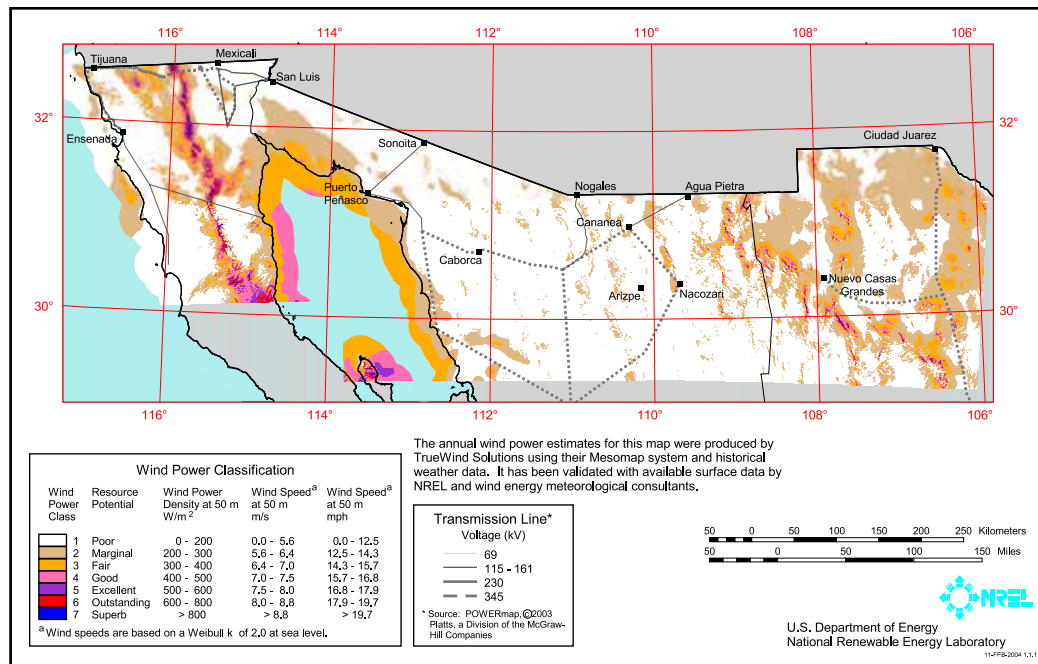 116° 114° 112° 110° 108° 106°
Tijuana
Mexicali
San Luis
32°
32°
Ensenada
Sonoita
Ciudad Juarez
Puerto
Peñasco
Nogales
Agua Pietra
Cananea
Caborca
Arizpe
Nacozari
Nuevo Casas
Grandes
30°
30°
116° 114° 112° 110° 108° 106°
The annual wind power estimates for this map were produced by
TrueWind Solutions using their Mesomap system and historical
weather data. It has been validated with available surface data by
NREL and wind energy meteorological consultants.
Wind Power Classification
Wind Resource Wind Power Wind Speedᵃ Wind Speedᵃ
Power Potential Density at 50 m at 50 m at 50 m
Class W/m² m/s mph
1 Poor 0 - 200 0.0 - 5.6 0.0 - 12.5
2 Marginal 200 - 300 5.6 - 6.4 12.5 - 14.3
3 Fair 300 - 400 6.4 - 7.0 14.3 - 15.7
4 Good 400 - 500 7.0 - 7.5 15.7 - 16.8
5 Excellent 500 - 600 7.5 - 8.0 16.8 - 17.9
6 Outstanding 600 - 800 8.0 - 8.8 17.9 - 19.7
7 Superb > 800 > 8.8 > 19.7
ᵃ Wind speeds are based on a Weibull k of 2.0 at sea level.
Transmission Line*
Voltage (kV)
69
115 - 161
230
345
* Source: POWERmap, ©2003
Platts, a Division of the McGraw-
Hill Companies
50 0 50 100 150 200 250 Kilometers
50 0 50 100 150 Miles
NREL
U.S. Department of Energy
National Renewable Energy Laboratory
11-FFB-2004 1.1.1